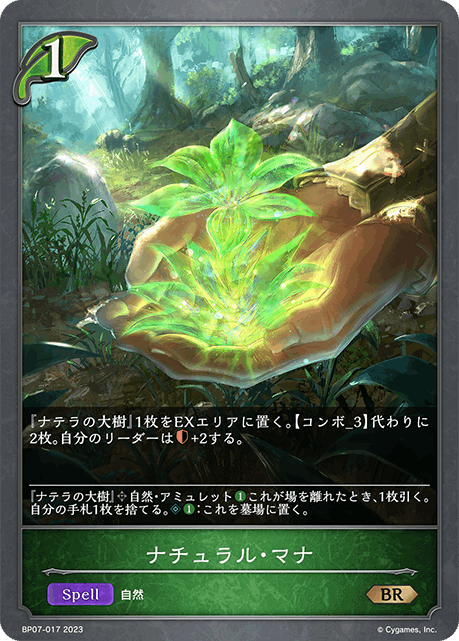 1
『ナテラの大樹』1枚をEXエリアに置く。【コンボ_3】代わりに
2枚。自分のリーダーは+2する。
『ナテラの大樹』自然・アミュレット 1 これが場を離れたとき、1枚引く。
自分の手札1枚を捨てる。1：これを墓場に置く。
ナチュラル・マナ
Spell 自然 BR
BP07-017 2023 © Cygames, Inc.